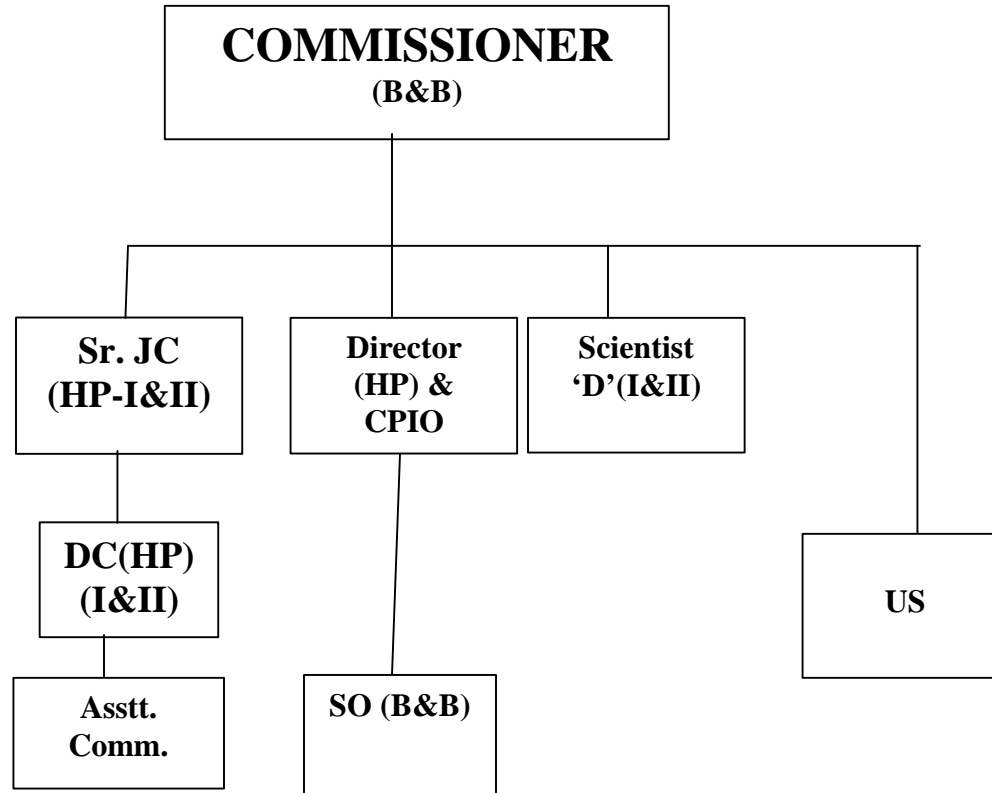 COMMISSIONER
(B&B)
Sr. JC
(HP-I&II)
Director
(HP) &
CPIO
Scientist
‘D’(I&II)
DC(HP)
(I&II)
US
Asstt.
Comm.
SO (B&B)